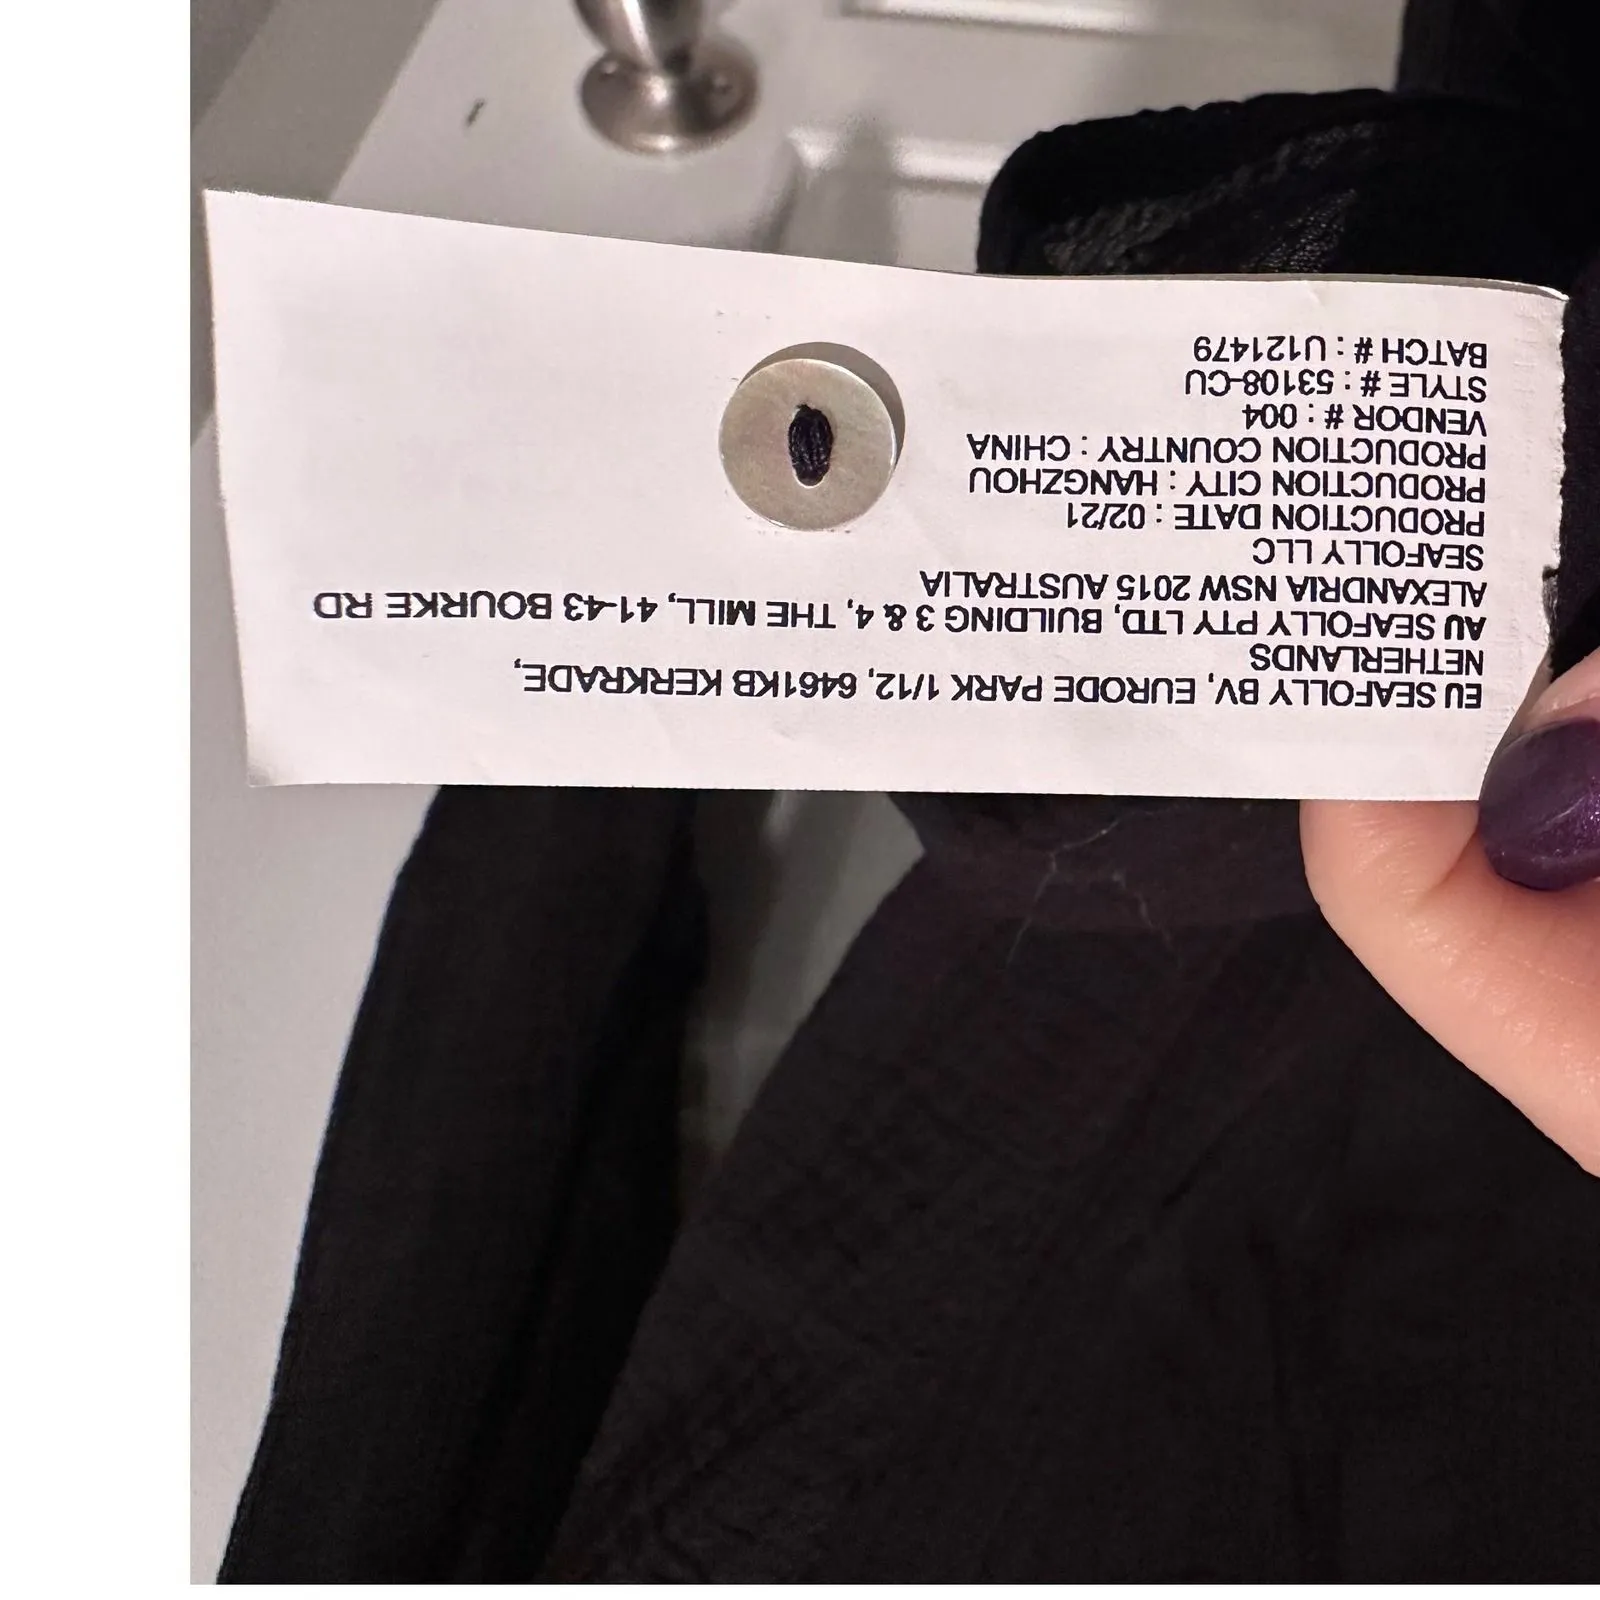 EU SEAFOLLY BV, EURODE PARK 1/12, 6461KB KERKRADE,
NETHERLANDS
AU SEAFOLLY PTY LTD, BUILDING 3 & 4, THE MILL, 41-43 BOURKE RD
ALEXANDRIA NSW 2015 AUSTRALIA
SEAFOLLY LLC
PRODUCTION DATE : 02/21
PRODUCTION CITY : HANGZHOU
PRODUCTION COUNTRY : CHINA
VENDOR # : 004
STYLE # : 53108-CU
BATCH # : U121479